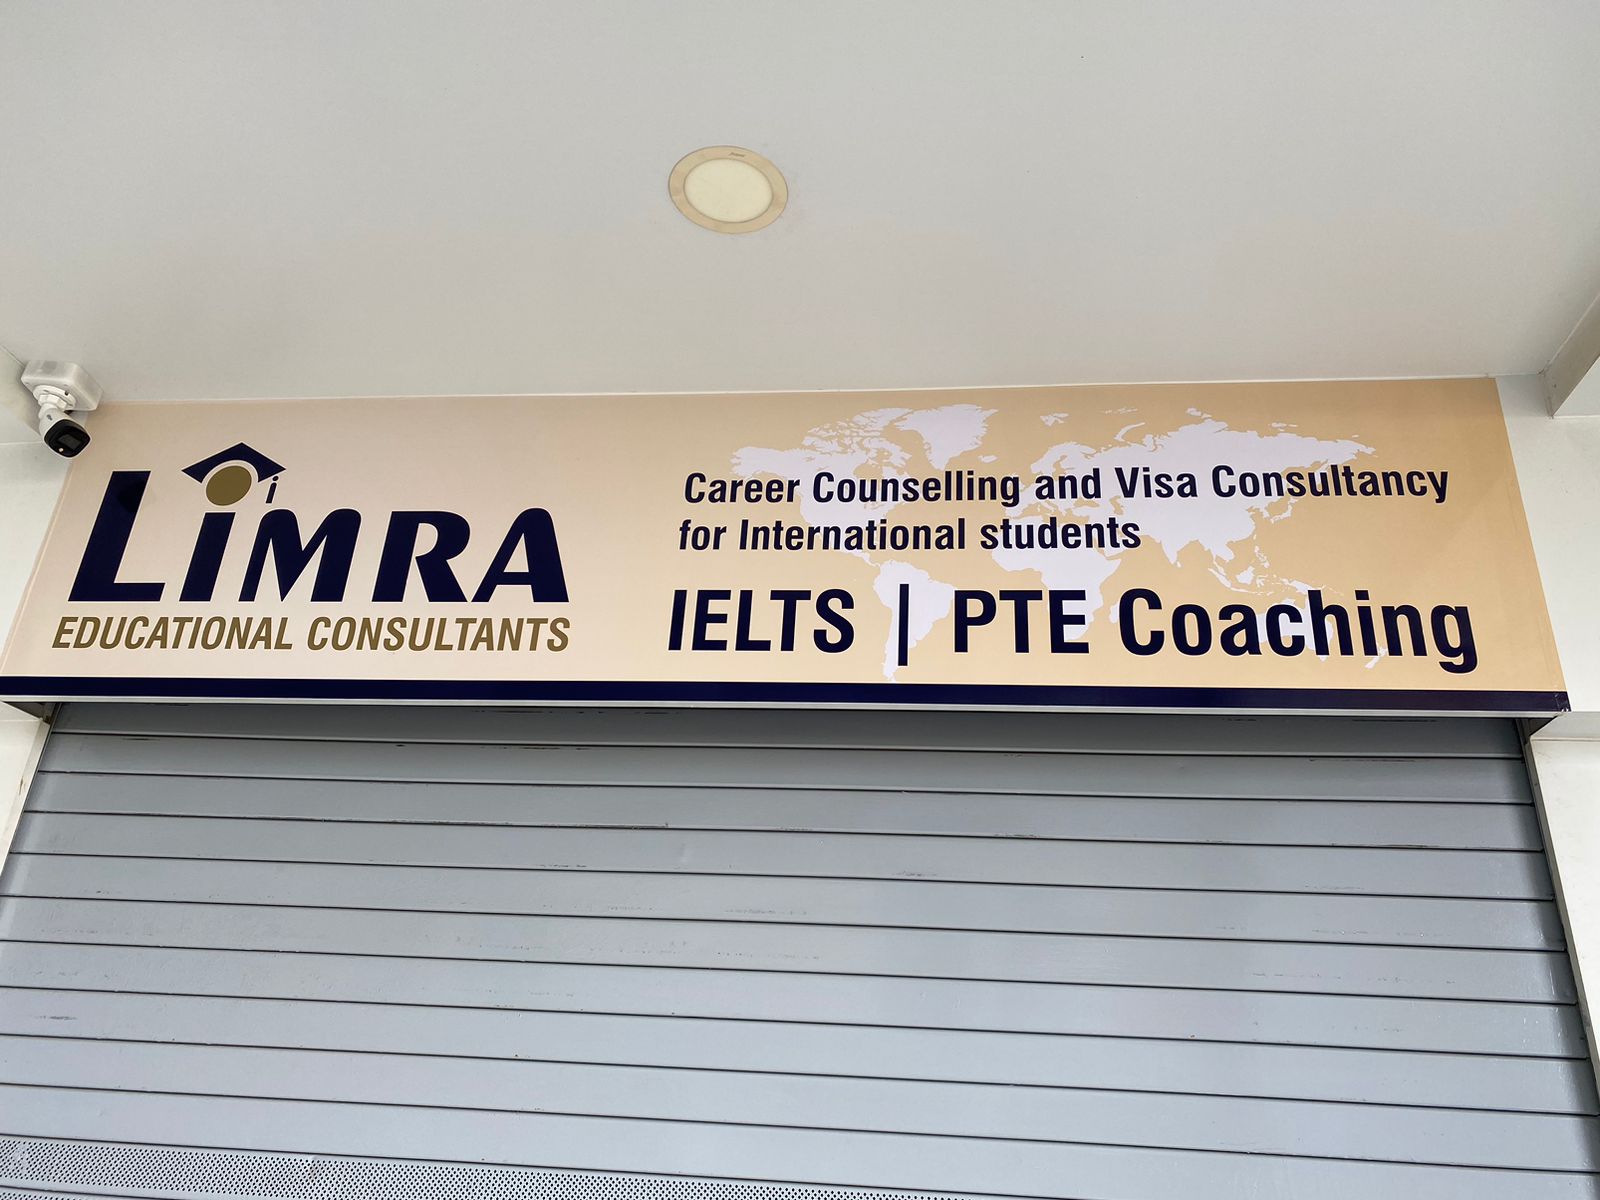 LiMRA
EDUCATIONAL CONSULTANTS
Career Counselling and Visa Consultancy
for International students
IELTS | PTE Coaching